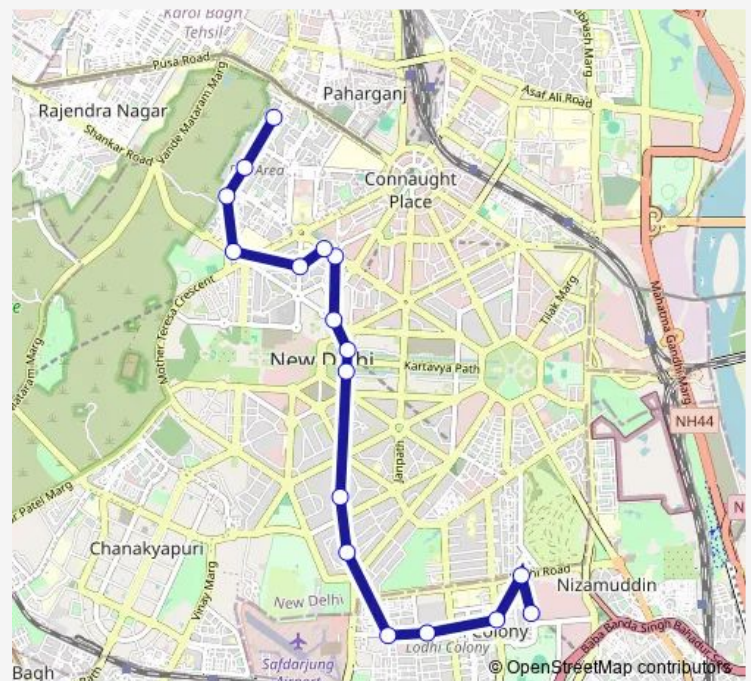 Karol Bagh
Tehsil
Pusa Road
Rajendra Nagar
Paharganj
Asaf Ali Road
Shankar Road
Vande Mataram Marg
Area
Connaught
Place
Mother Teresa Crescent
Tilak Marg
Mahatma Gandhi Marg
New Delhi
Kartavya Path
Janpath
NH44
Chanakyapuri
Vinay Marg
Nizamuddin
New Delhi
Safdarjung
Lodhi Colony
Colony
Baba Banda Singh Bahadur
Bagh
© OpenStreetMap contributors